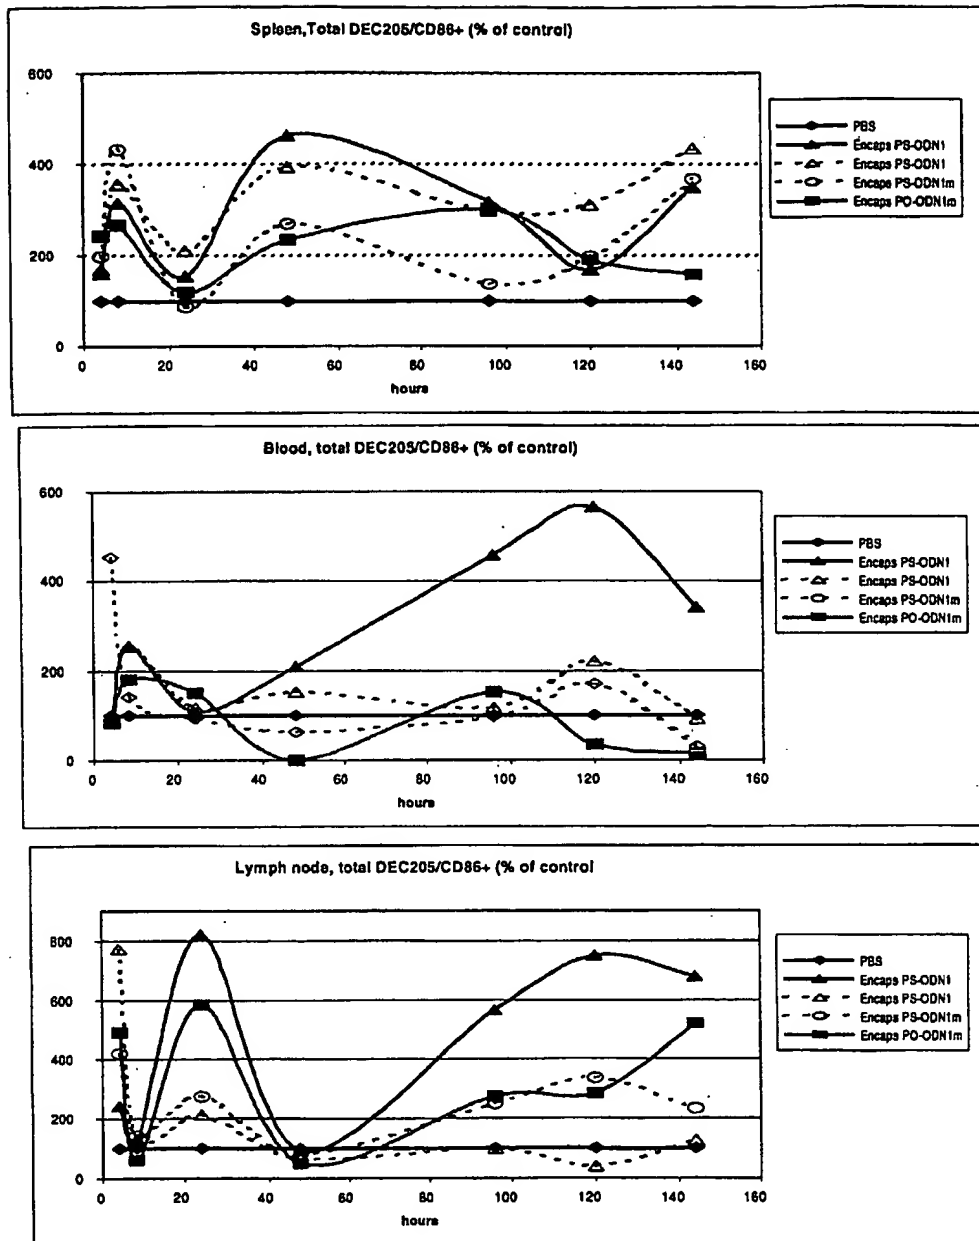 Spleen,Total DEC205/CD86+ (% of control)
600
400
200
0
0 20 40 60 80 100 120 140 160
hours
PBS
Encaps PS-ODN1
Encaps PS-ODN1
Encaps PS-ODN1m
Encaps PO-ODN1m
Blood, total DEC205/CD86+ (% of control)
600
400
200
0
0 20 40 60 80 100 120 140 160
hours
PBS
Encaps PS-ODN1
Encaps PS-ODN1
Encaps PS-ODN1m
Encaps PO-ODN1m
Lymph node, total DEC205/CD86+ (% of control
800
600
400
200
0
0 20 40 60 80 100 120 140 160
hours
PBS
Encaps PS-ODN1
Encaps PS-ODN1
Encaps PS-ODN1m
Encaps PO-ODN1m